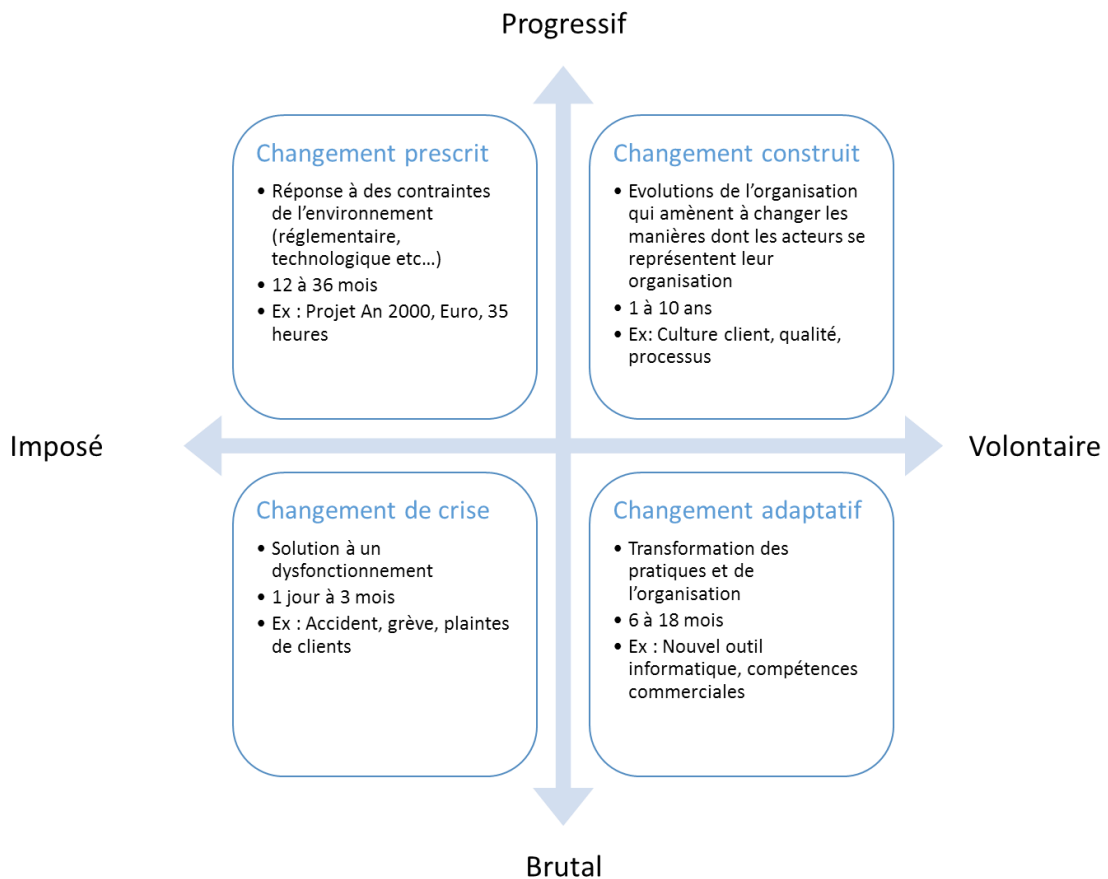 Progressif
Changement prescrit
• Réponse à des contraintes
de l’environnement
(réglementaire,
technologique etc…)
• 12 à 36 mois
• Ex : Projet An 2000, Euro, 35
heures
Changement construit
• Evolutions de l’organisation
qui amènent à changer les
manières dont les acteurs se
représentent leur
organisation
• 1 à 10 ans
• Ex: Culture client, qualité,
processus
Imposé
Volontaire
Changement de crise
• Solution à un
dysfonctionnement
• 1 jour à 3 mois
• Ex : Accident, grève, plaintes
de clients
Changement adaptatif
• Transformation des
pratiques et de
l’organisation
• 6 à 18 mois
• Ex : Nouvel outil
informatique, compétences
commerciales
Brutal